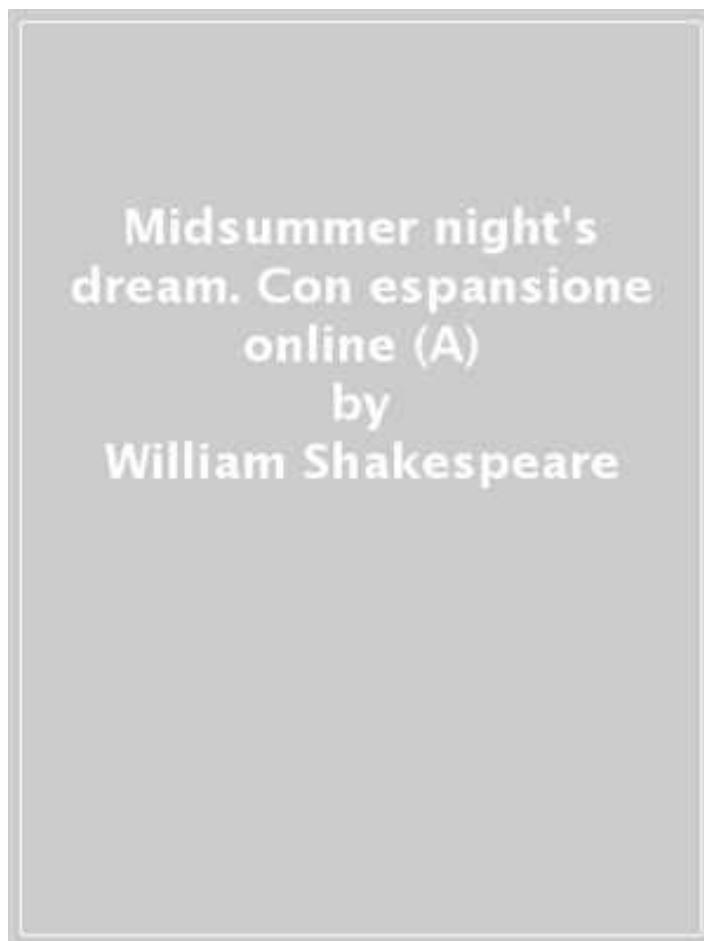 Midsummer night's
dream. Con espansione
online (A)
by
William Shakespeare